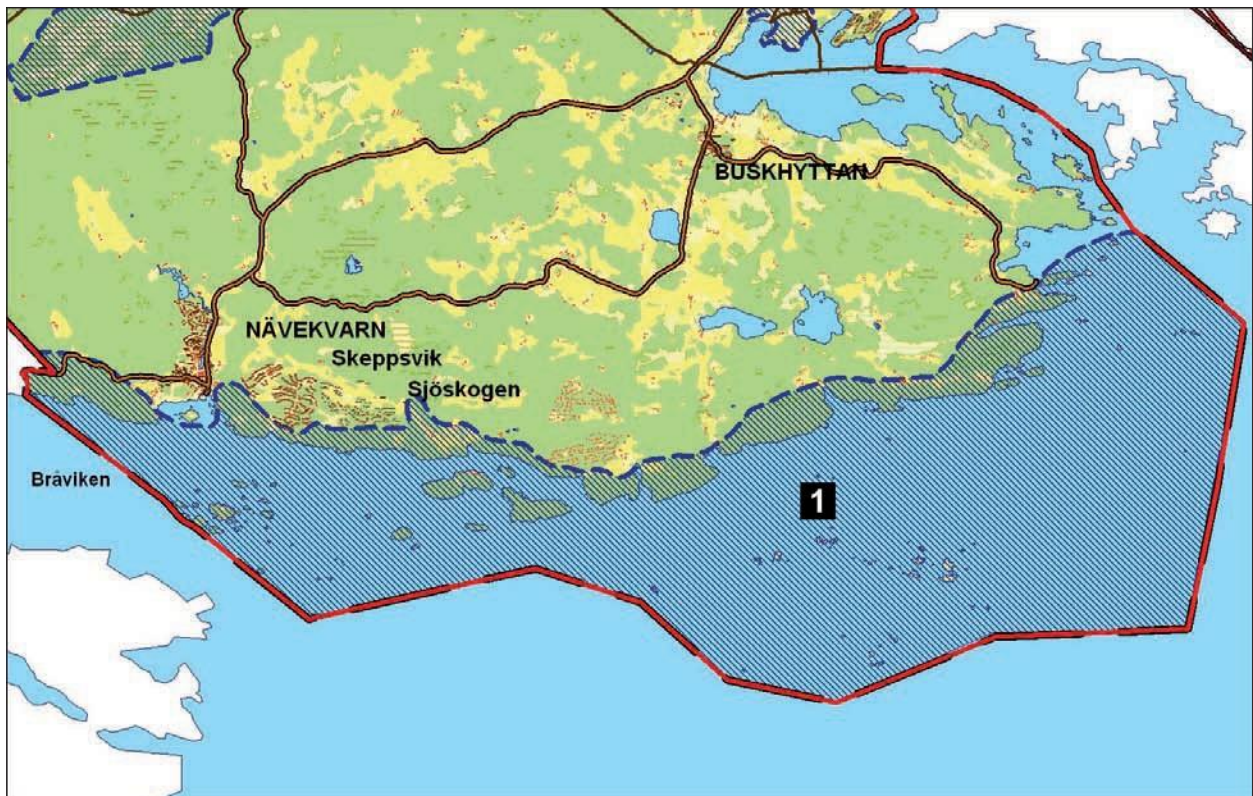 BUSKHYTTAN
NÄVEKVARN
Skeppsvik
Sjöskogen
Bråviken
1